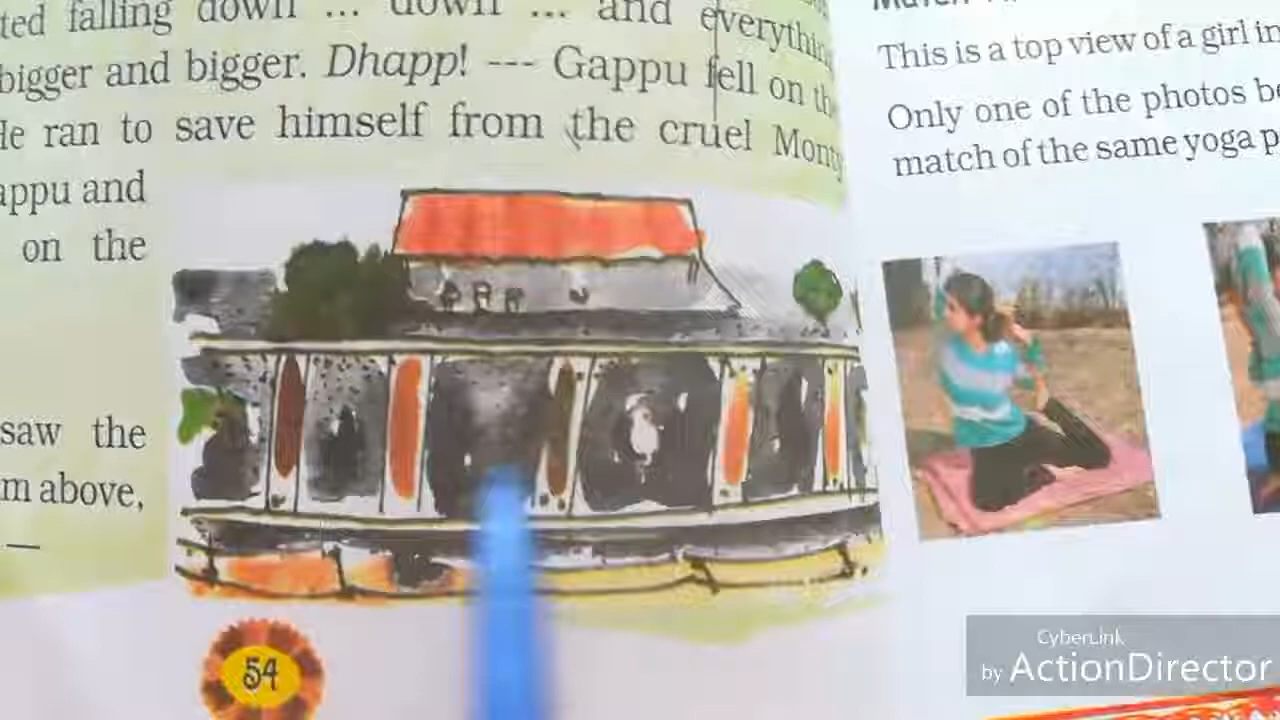 ted falling down ... down ... and everything
bigger and bigger. Dhapp! --- Gappu fell on the
He ran to save himself from the cruel Monty
appu and
on the
saw the
m above,
—
54
This is a top view of a girl in
Only one of the photos be
match of the same yoga p
CyberLink
by ActionDirector